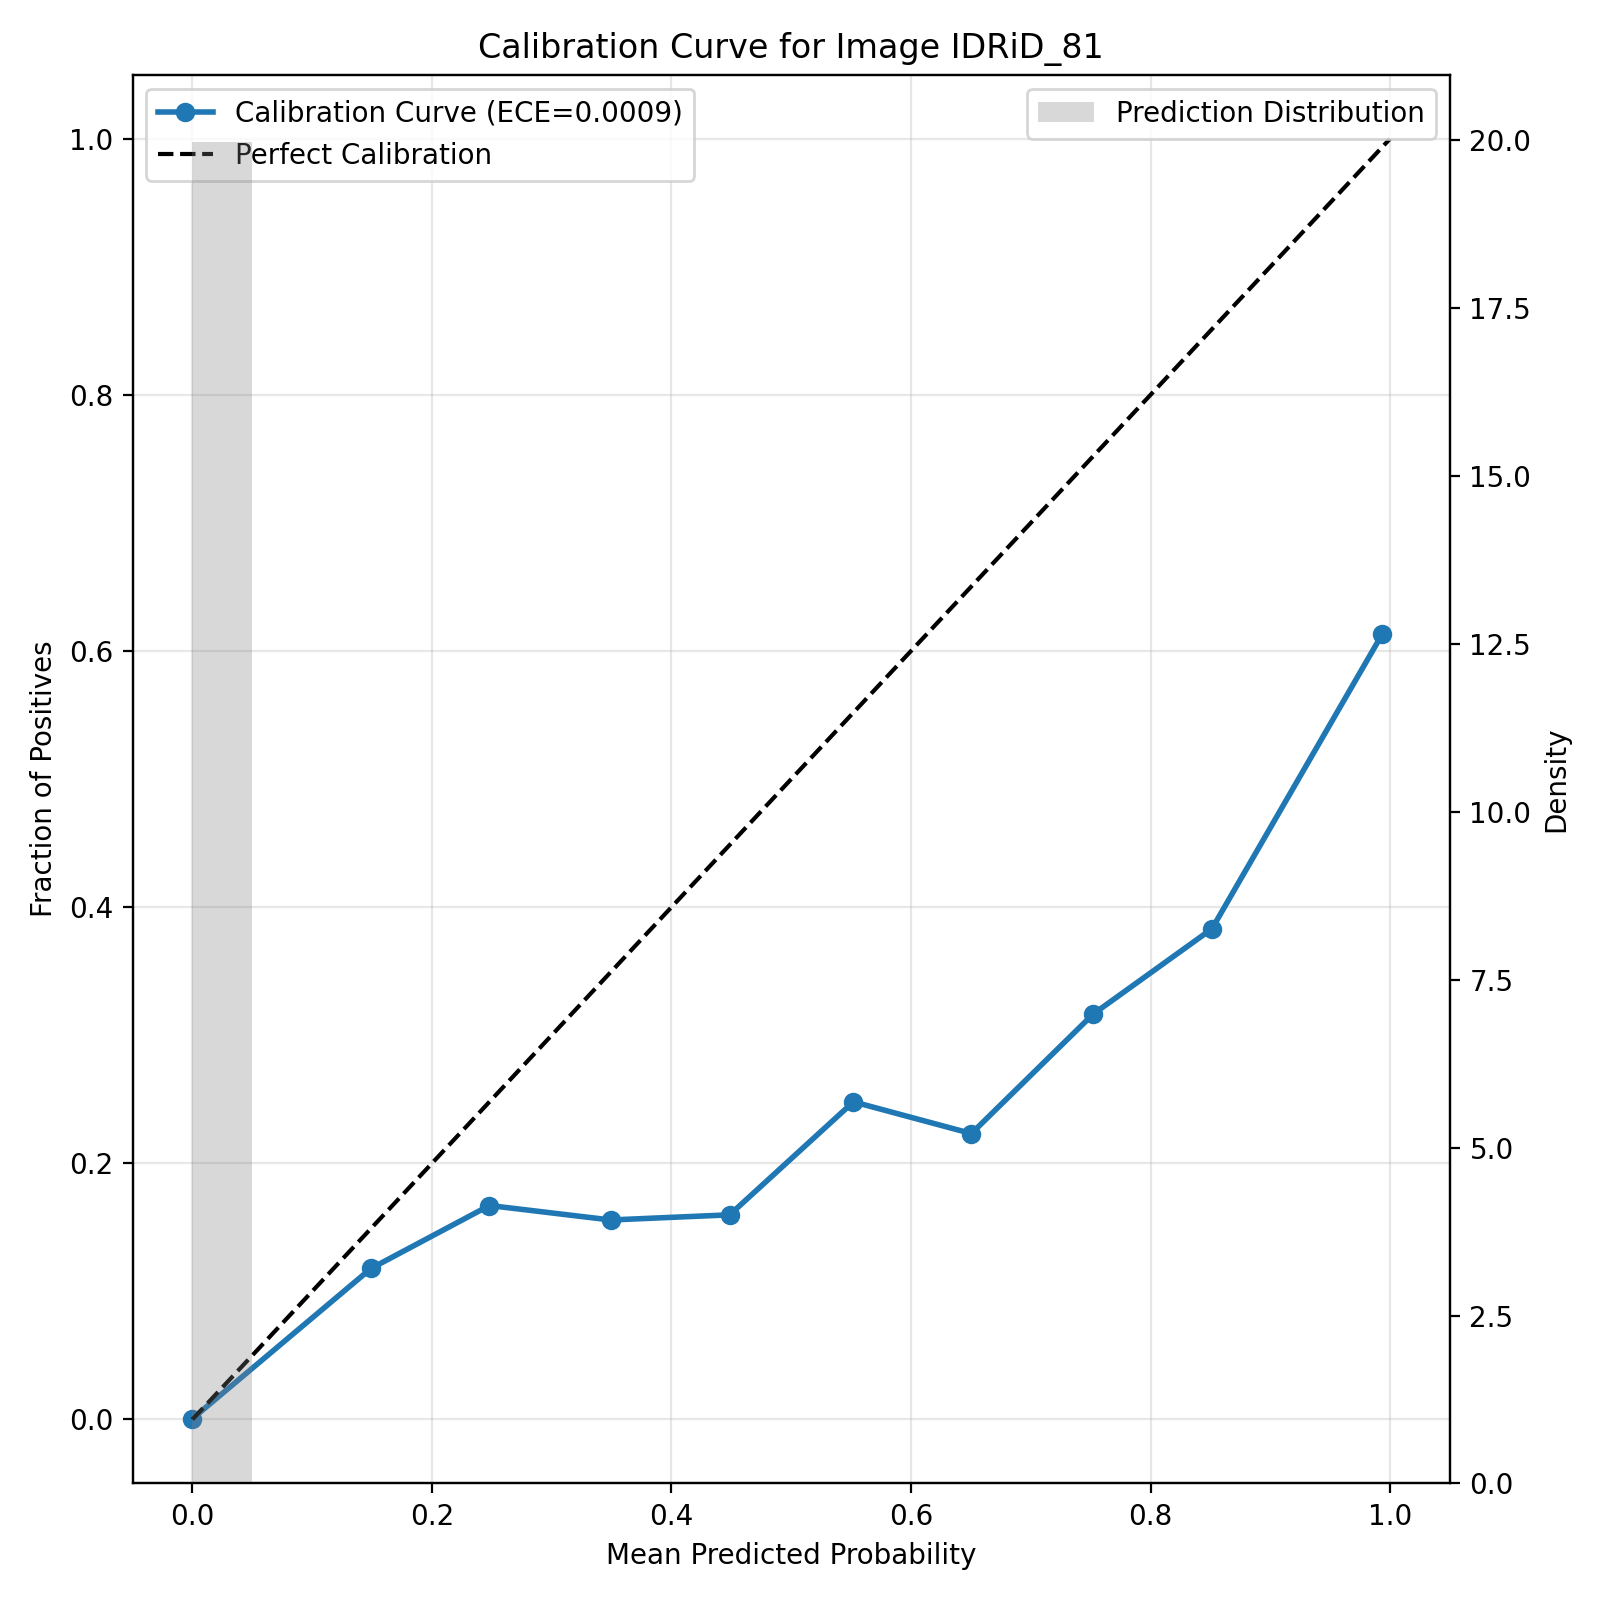 Calibration Curve for Image IDRiD_81
Calibration Curve (ECE=0.0009)
Perfect Calibration
Prediction Distribution
1.0
0.8
0.6
0.4
0.2
0.0
Fraction of Positives
20.0
17.5
15.0
12.5
10.0
7.5
5.0
2.5
0.0
Density
0.0 0.2 0.4 0.6 0.8 1.0
Mean Predicted Probability